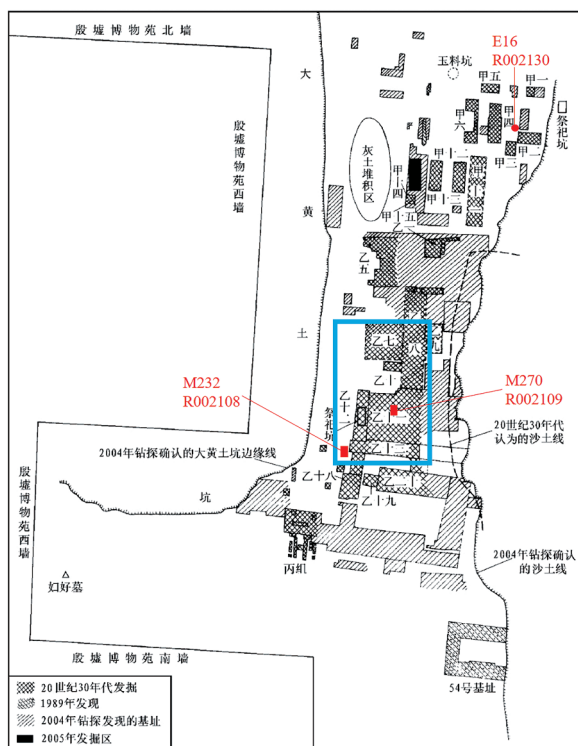 殷墟博物苑北墙
E16
R002130
玉料坑
大
甲五
甲一
甲四
甲六
祭祀坑
殷墟博物苑西墙
灰土堆积区
甲十二
甲三
甲二
甲十四
甲十三
甲十一
甲十五
乙一
黄
乙五
土
乙七
乙八
乙九
乙十
M232
R002108
M270
R002109
乙十二
祭祀坑
乙十一
20世纪30年代
认为的沙土线
乙十三
2004年钻探确认的大黄土坑边缘线
乙十八
乙二十
殷墟博物苑西墙
坑
乙十九
2004年钻探确认
的沙土线
丙组
妇好墓
殷墟博物苑南墙
54号基址
20世纪30年代发掘
1989年发现
2004年钻探发现的基址
2005年发掘区